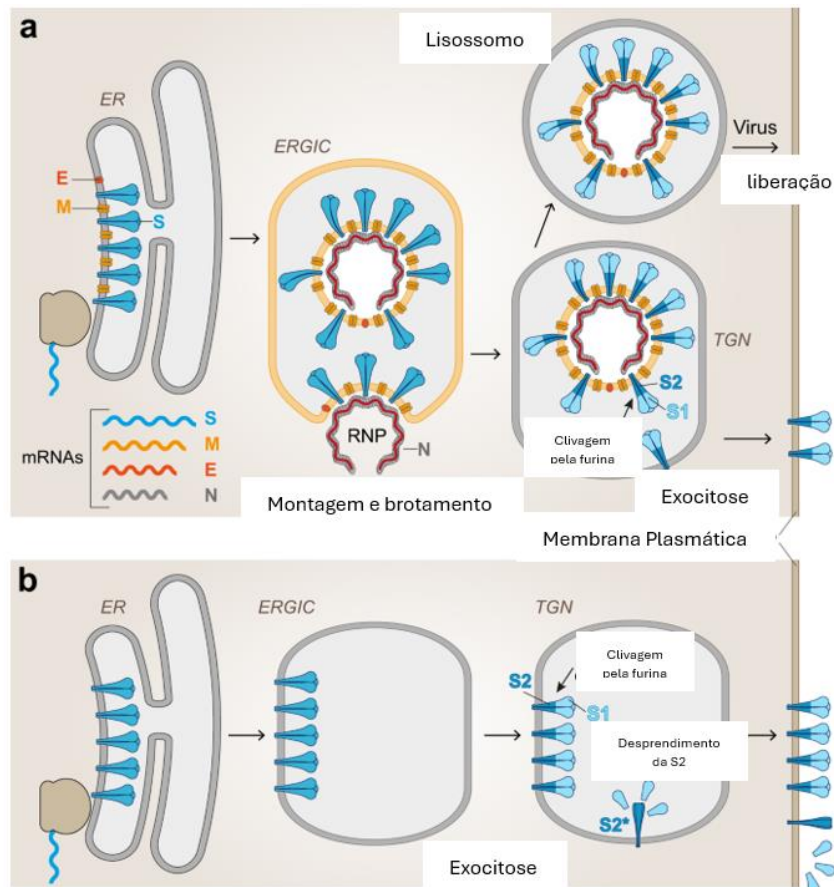 a
Lisossomo
ER
ERGIC
E
M
S
Virus
liberação
TGN
S2
S1
RNP
N
Clivagem
pela furina
mRNAs
S
M
E
N
Montagem e brotamento
Exocitose
Membrana Plasmática
b
ER
ERGIC
TGN
Clivagem
pela furina
S2
S1
Desprendimento
da S2
S2*
Exocitose